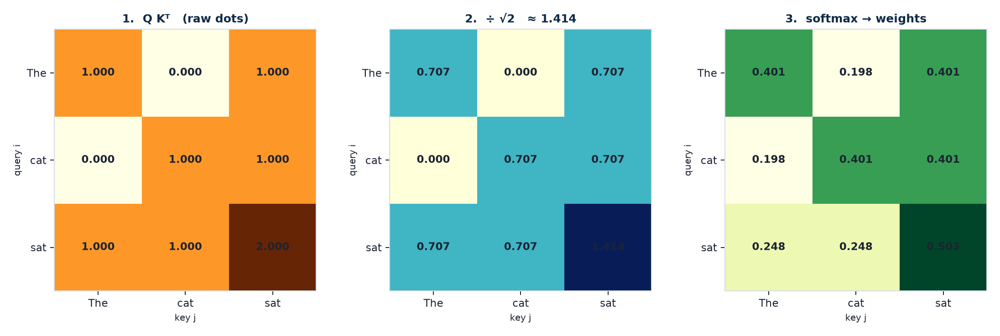 1. Q Kᵀ (raw dots)
query i
The 1.000 0.000 1.000
cat 0.000 1.000 1.000
sat 1.000 1.000 2.000
The cat sat
key j
2. ÷ √2 ≈ 1.414
query i
The 0.707 0.000 0.707
cat 0.000 0.707 0.707
sat 0.707 0.707 1.414
The cat sat
key j
3. softmax → weights
query i
The 0.401 0.198 0.401
cat 0.198 0.401 0.401
sat 0.248 0.248 0.503
The cat sat
key j